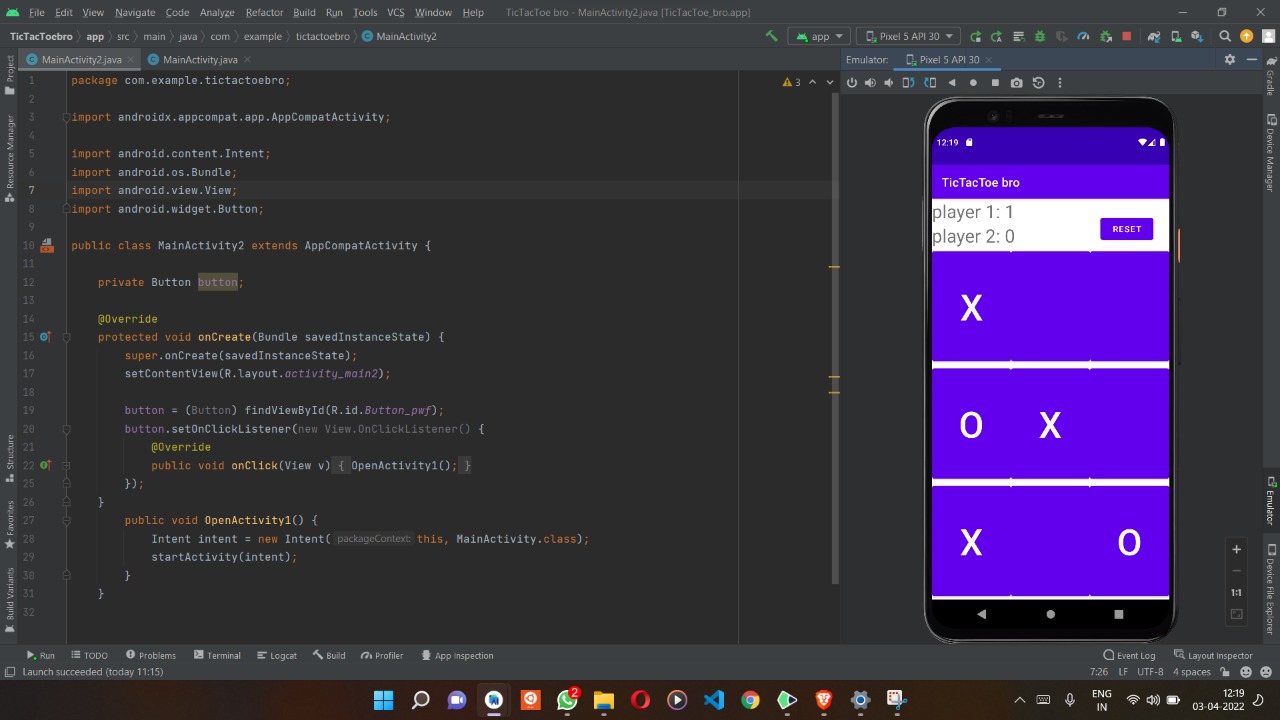 File Edit View Navigate Code Analyze Refactor Build Run Tools VCS Window Help TicTacToe bro - MainActivity2.java [TicTacToe_bro.app]
TicTacToebro app src main java com example tictactoebro MainActivity2 app Pixel 5 API 30
MainActivity2.java MainActivity.java Emulator: Pixel 5 API 30
Project
Resource Manager
Structure
Favorites
Build Variants
3
1 package com.example.tictactoebro;
2
3 import androidx.appcompat.app.AppCompatActivity;
4
5 import android.content.Intent;
6 import android.os.Bundle;
7 import android.view.View;
8 import android.widget.Button;
9
10 public class MainActivity2 extends AppCompatActivity {
11
12 private Button button;
13
14 @Override
15 protected void onCreate(Bundle savedInstanceState) {
16 super.onCreate(savedInstanceState);
17 setContentView(R.layout.activity_main2);
18
19 button = (Button) findViewById(R.id.Button_pwf);
20 button.setOnClickListener(new View.OnClickListener() {
21 @Override
22 public void onClick(View v) { OpenActivity1(); }
25 });
26 }
27 public void OpenActivity1() {
28 Intent intent = new Intent( packageContext: this, MainActivity.class);
29 startActivity(intent);
30 }
31 }
32
12:19
TicTacToe bro
player 1: 1
player 2: 0
RESET
X
O X
X O
1:1
Gradle
Device Manager
Emulator
Device File Explorer
Run TODO Problems Terminal Logcat Build Profiler App Inspection Event Log Layout Inspector
Launch succeeded (today 11:15) 7:26 LF UTF-8 4 spaces
2
ENG
IN
12:19
03-04-2022